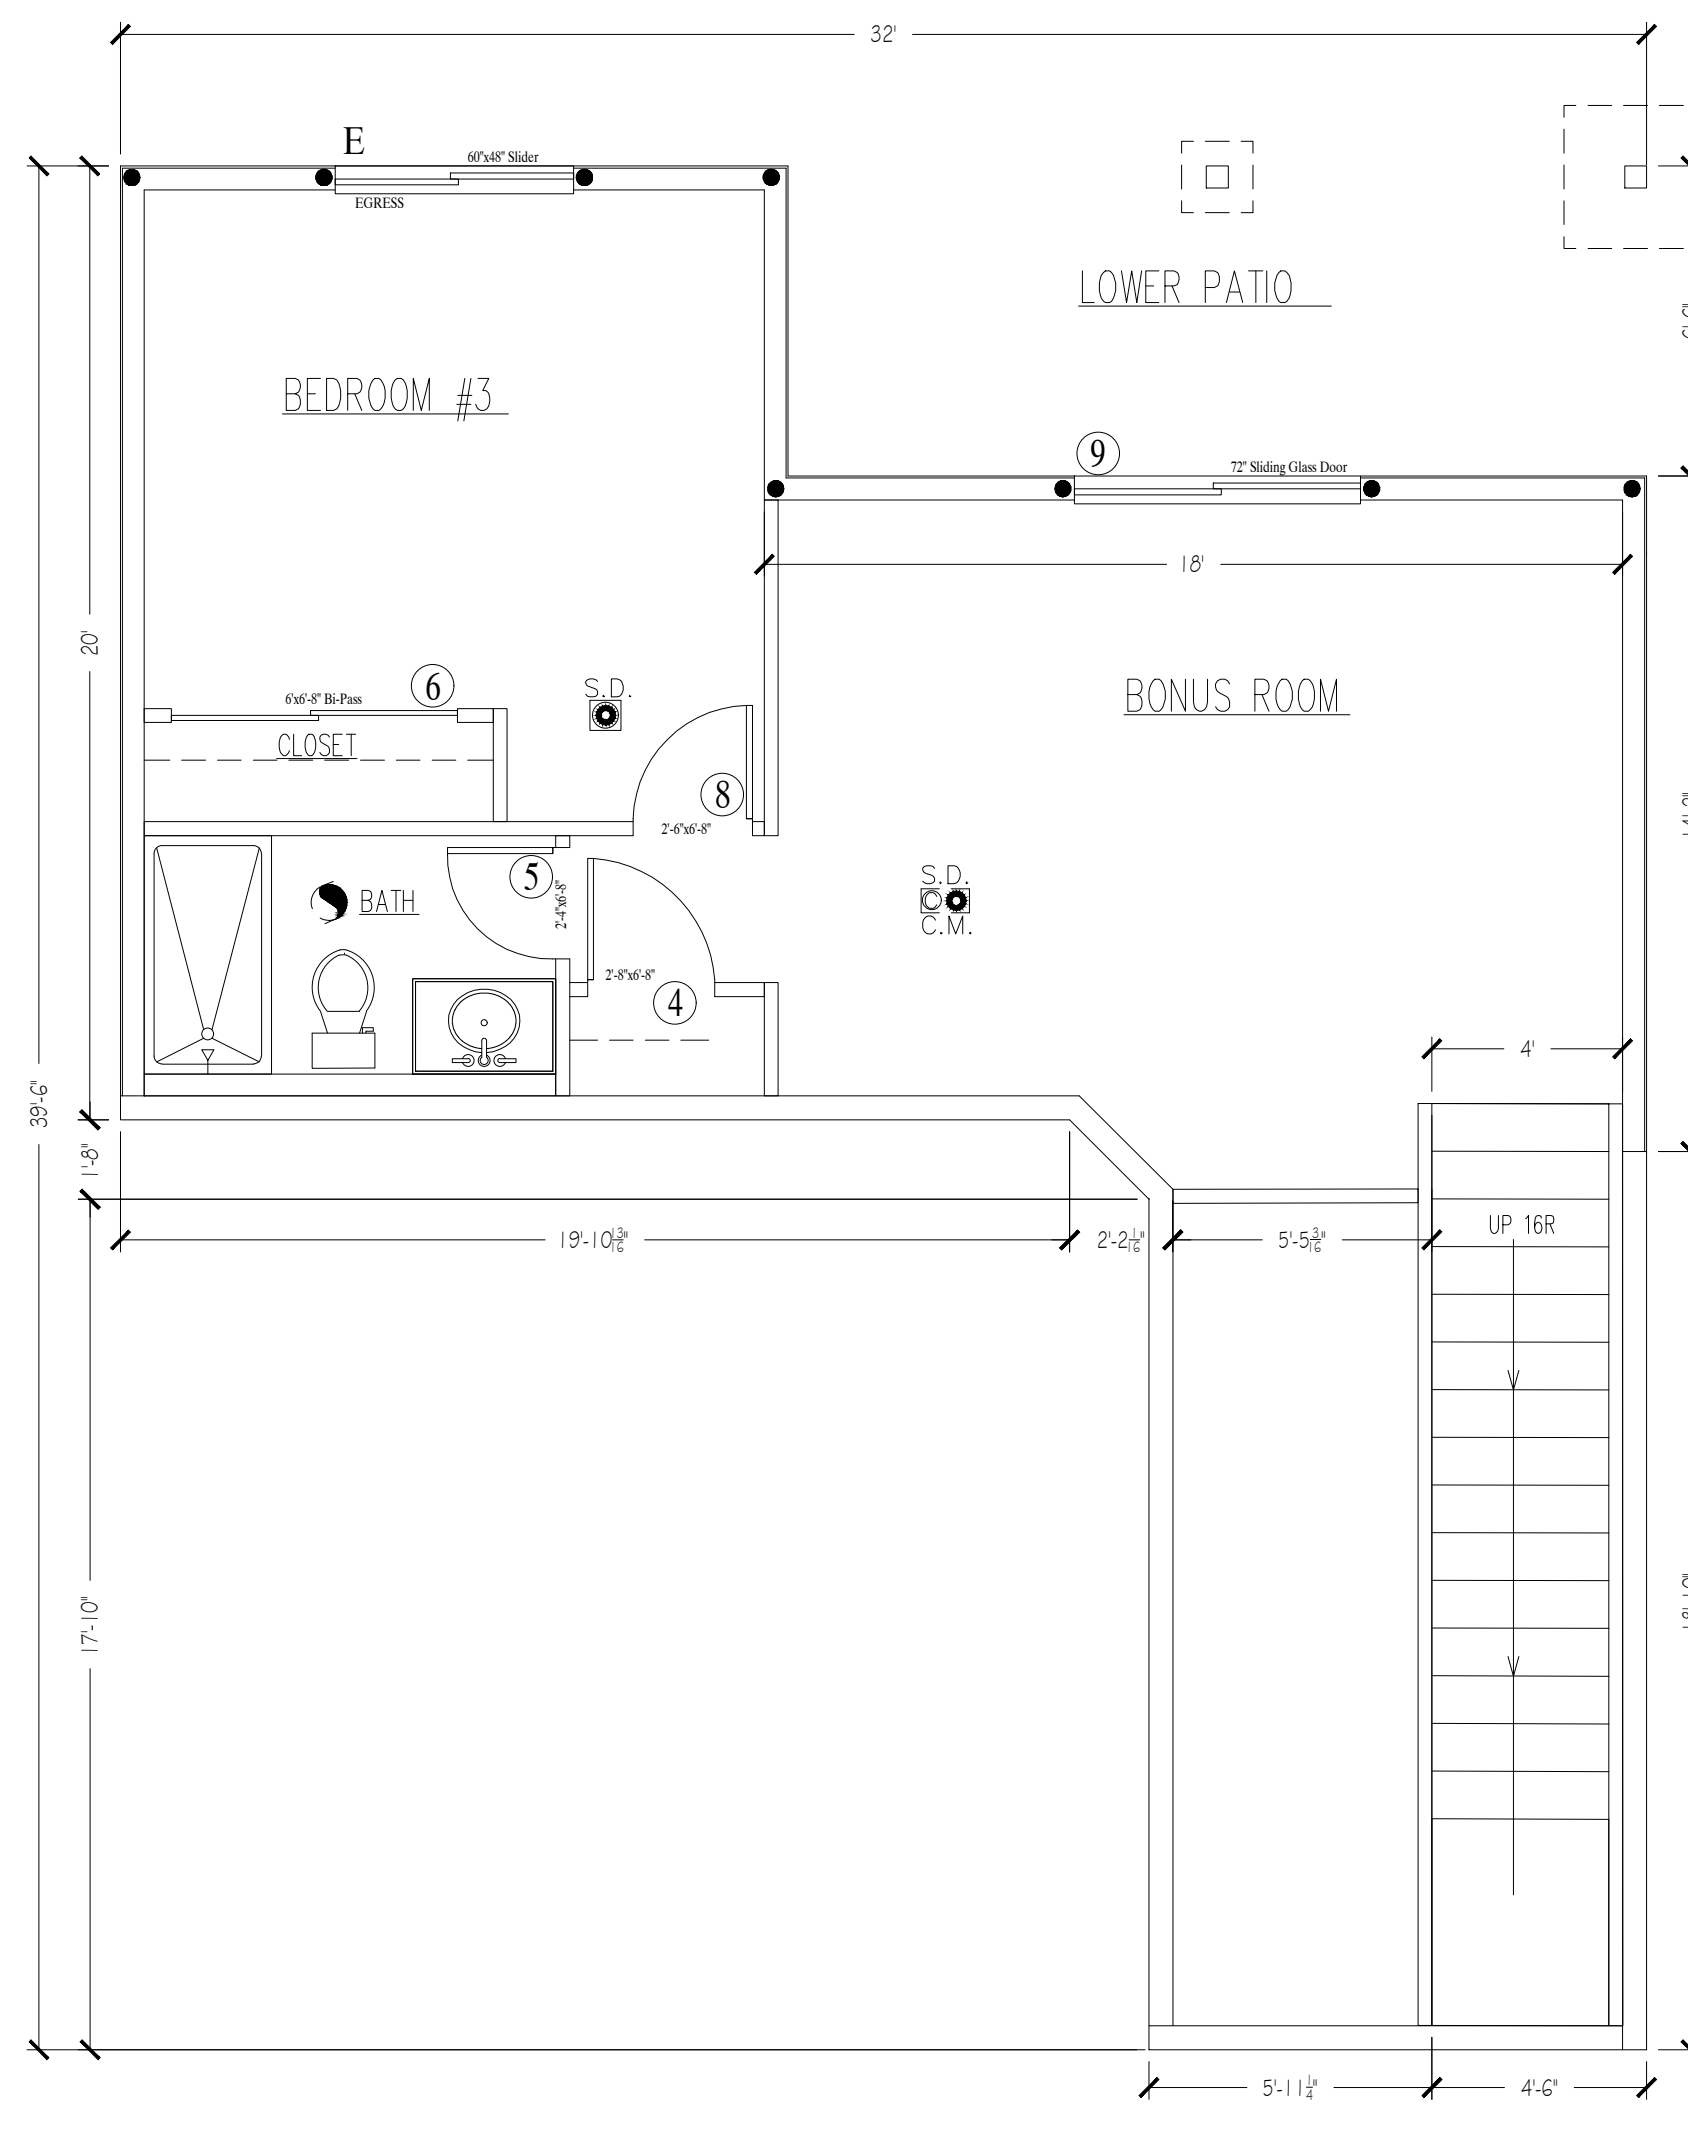 32'
E
60"x48" Slider
EGRESS
LOWER PATIO
BEDROOM #3
9
72" Sliding Glass Door
18'
20'
6
6'x6'-8" Bi-Pass
S.D.
CLOSET
BONUS ROOM
8
2'-6"x6'-8"
5
2'-4"x6'-8"
BATH
S.D.
C
C.M.
2'-8"x6'-8"
4
4'
39'-6"
1'-8"
UP 16R
19'-10 13/16"
2'-2 1/16"
5'-5 3/16"
17'-10"
5'-11 1/4"
4'-6"